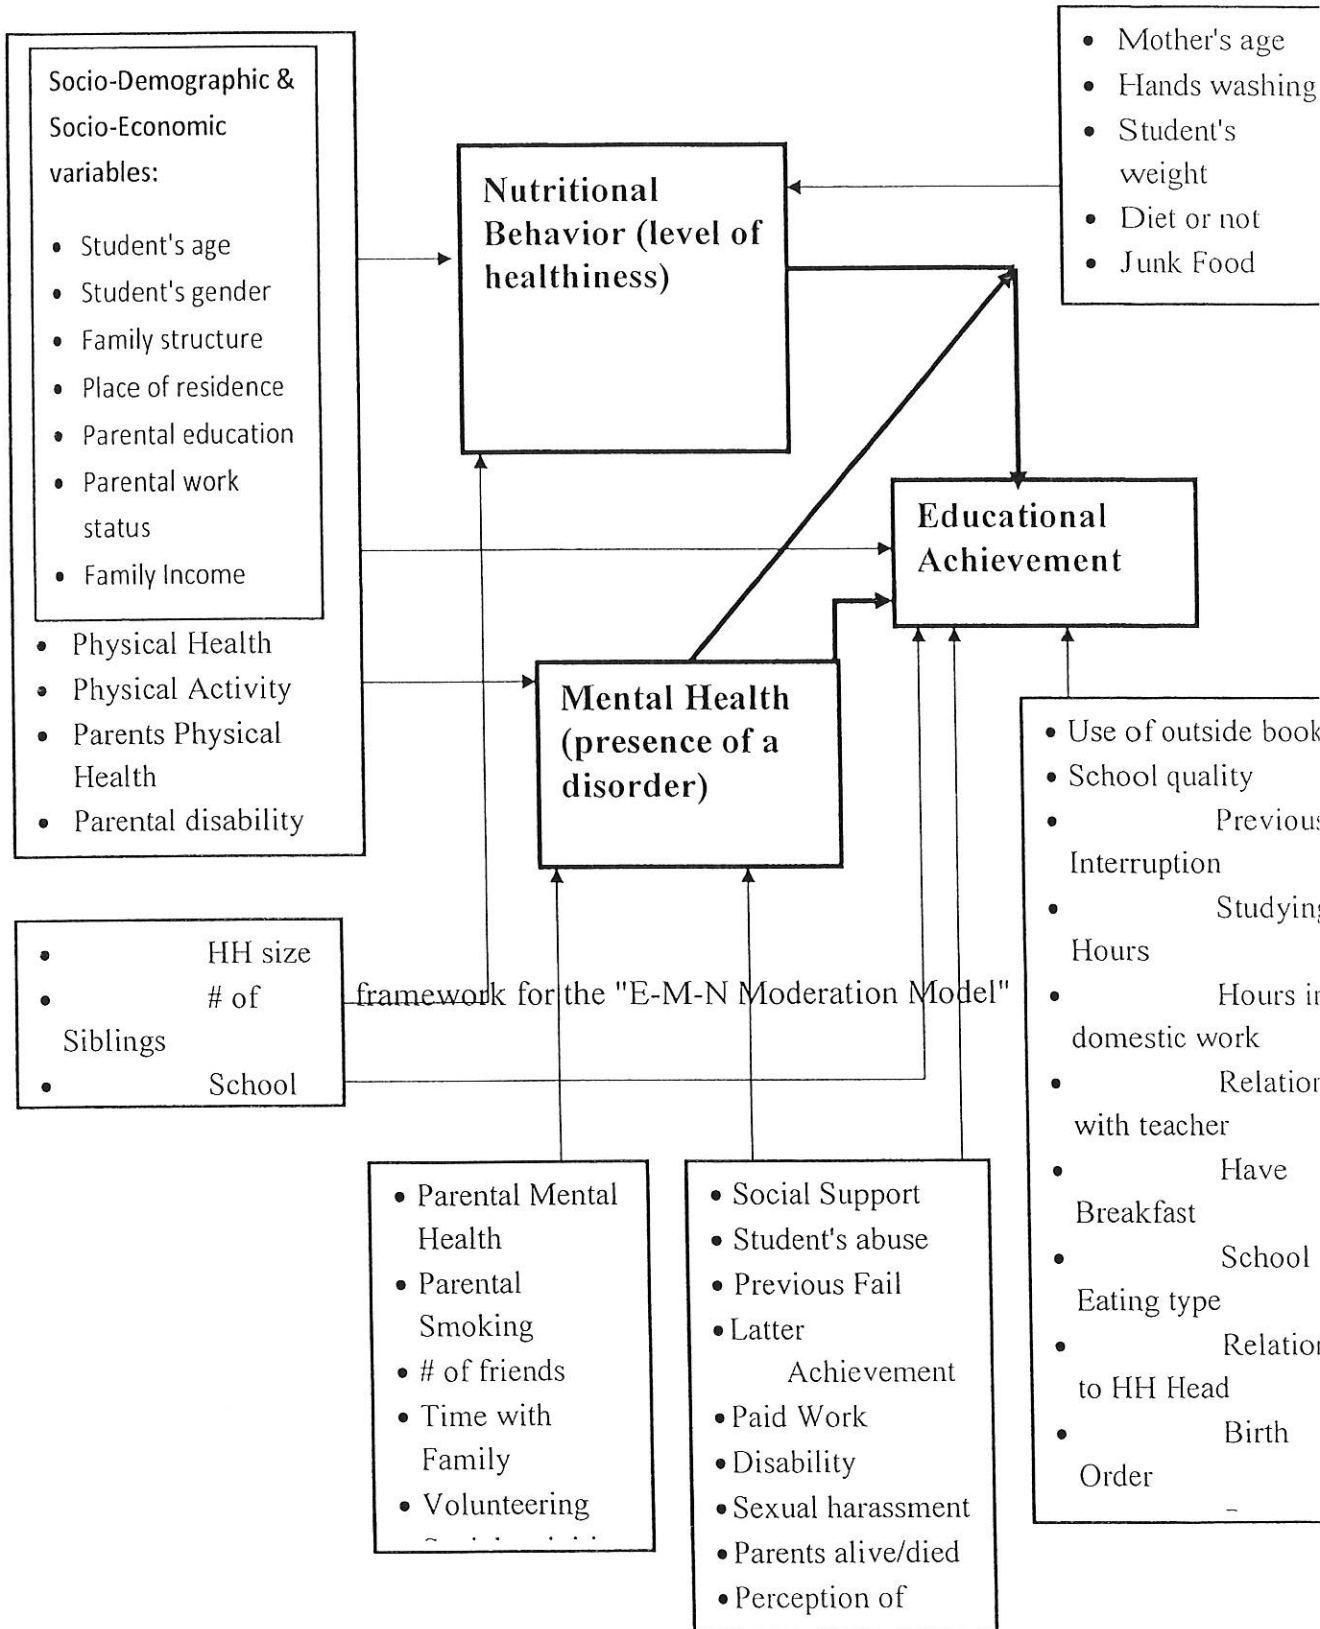 Socio-Demographic &
Socio-Economic
variables:
• Student's age
• Student's gender
• Family structure
• Place of residence
• Parental education
• Parental work
status
• Family Income
• Physical Health
• Physical Activity
• Parents Physical
Health
• Parental disability
Nutritional
Behavior (level of
healthiness)
• Mother's age
• Hands washing
• Student's
weight
• Diet or not
• Junk Food
Educational
Achievement
Mental Health
(presence of a
disorder)
• HH size
• # of
Siblings
• School
framework for the "E-M-N Moderation Model"
• Parental Mental
Health
• Parental
Smoking
• # of friends
• Time with
Family
• Volunteering
• Social Support
• Student's abuse
• Previous Fail
• Latter
Achievement
• Paid Work
• Disability
• Sexual harassment
• Parents alive/died
• Perception of
• Use of outside book
• School quality
• Previous
Interruption
• Studying
Hours
• Hours in
domestic work
• Relation
with teacher
• Have
Breakfast
• School
Eating type
• Relation
to HH Head
• Birth
Order